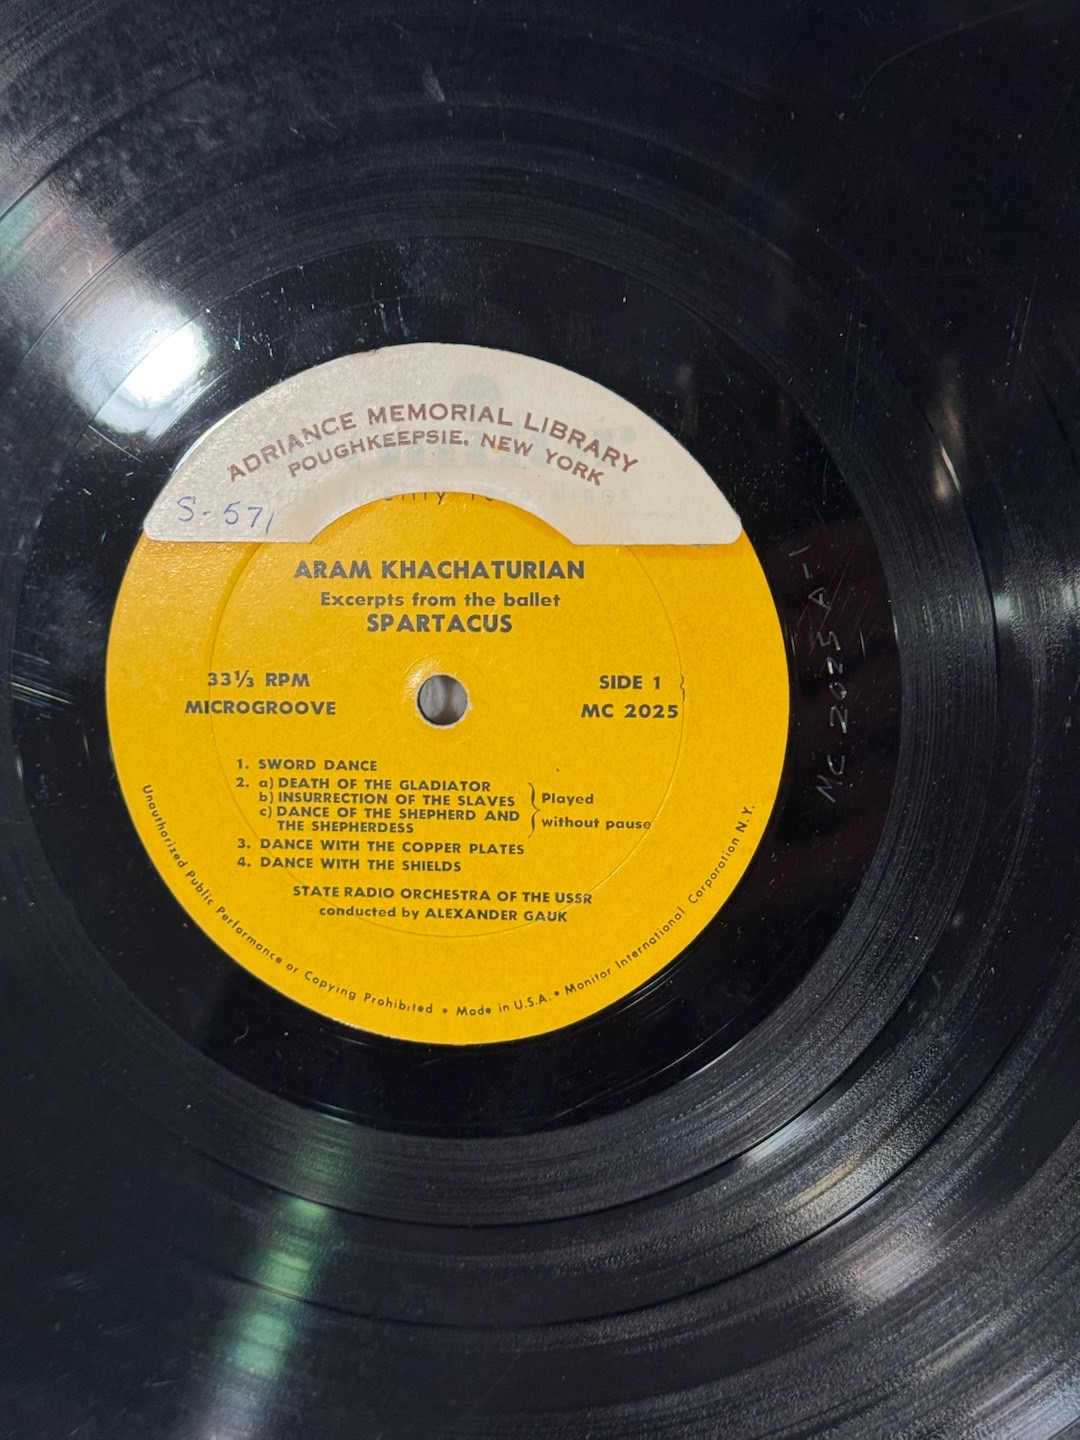 ADRIANCE MEMORIAL LIBRARY
POUGHKEEPSIE, NEW YORK
S-571
ARAM KHACHATURIAN
Excerpts from the ballet
SPARTACUS
33⅓ RPM
MICROGROOVE
SIDE 1
MC 2025
1. SWORD DANCE
2. a) DEATH OF THE GLADIATOR
b) INSURRECTION OF THE SLAVES
c) DANCE OF THE SHEPHERD AND
THE SHEPHERDESS
Played
without pause
3. DANCE WITH THE COPPER PLATES
4. DANCE WITH THE SHIELDS
STATE RADIO ORCHESTRA OF THE USSR
conducted by ALEXANDER GAUK
Unauthorized Public Performance or Copying Prohibited • Made in U.S.A. • Monitor International Corporation N.Y.
MC 2025 A-1